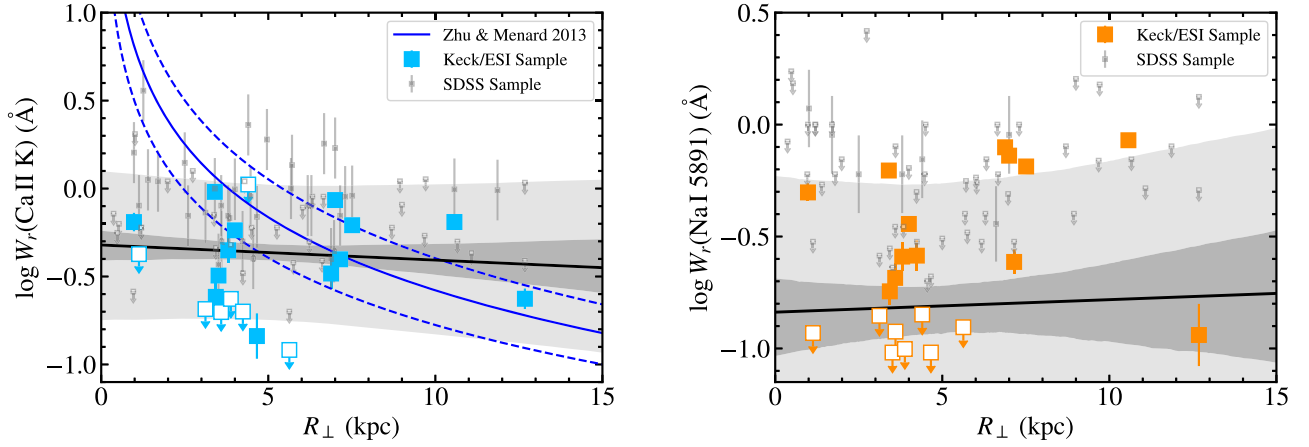 log W_r(Ca II K) (Å)
1.0
0.5
0.0
−0.5
−1.0
Zhu & Menard 2013
Keck/ESI Sample
SDSS Sample
0 5 10 15
R⊥ (kpc)
log W_r(Na I 5891) (Å)
0.5
0.0
−0.5
−1.0
Keck/ESI Sample
SDSS Sample
0 5 10 15
R⊥ (kpc)